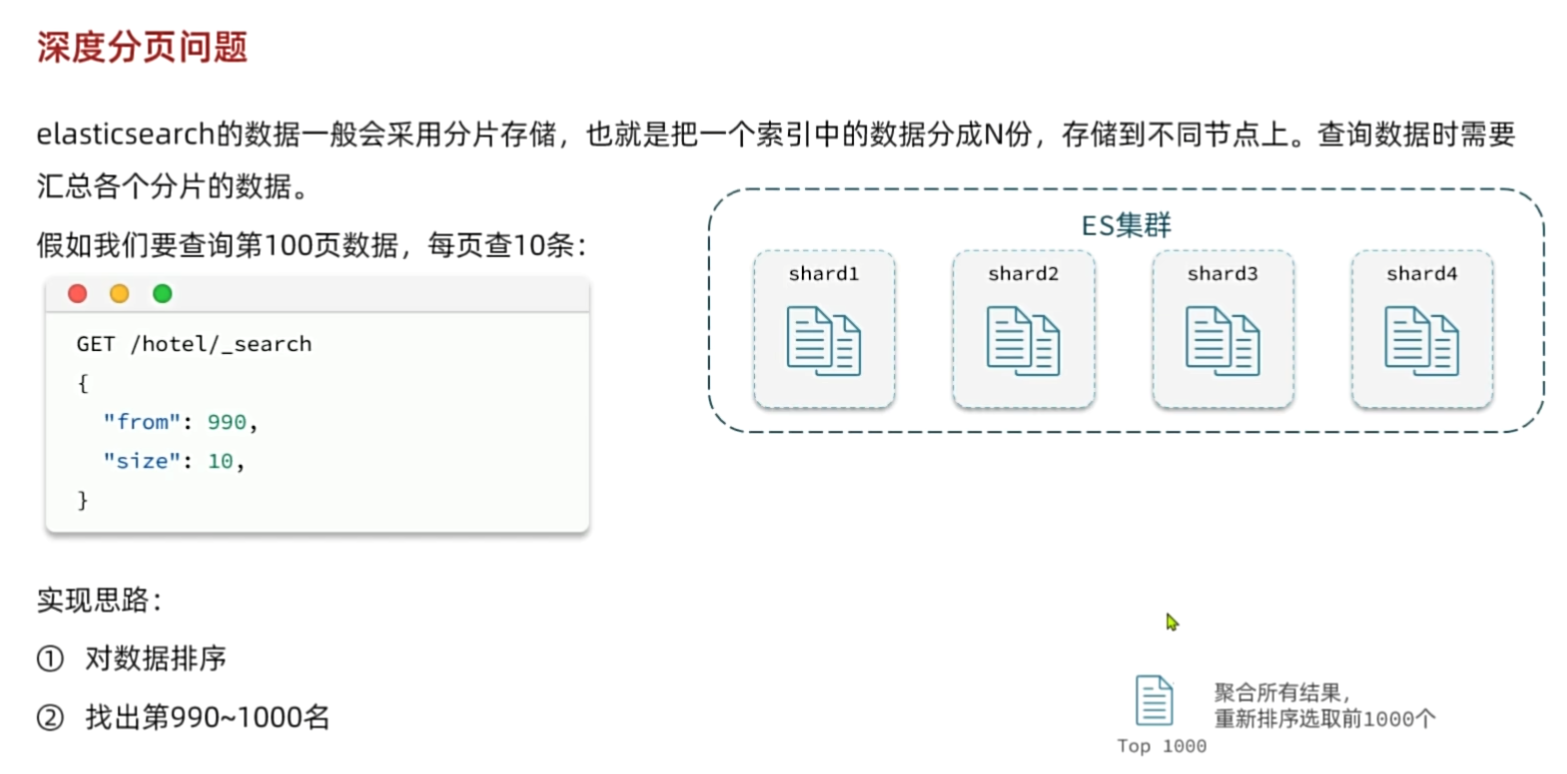 深度分页问题
elasticsearch的数据一般会采用分片存储，也就是把一个索引中的数据分成N份，存储到不同节点上。查询数据时需要
汇总各个分片的数据。
假如我们要查询第100页数据，每页查10条：
GET /hotel/_search
{
"from": 990,
"size": 10,
}
实现思路：
① 对数据排序
② 找出第990~1000名
ES集群
shard1
shard2
shard3
shard4
聚合所有结果，
重新排序选取前1000个
Top 1000